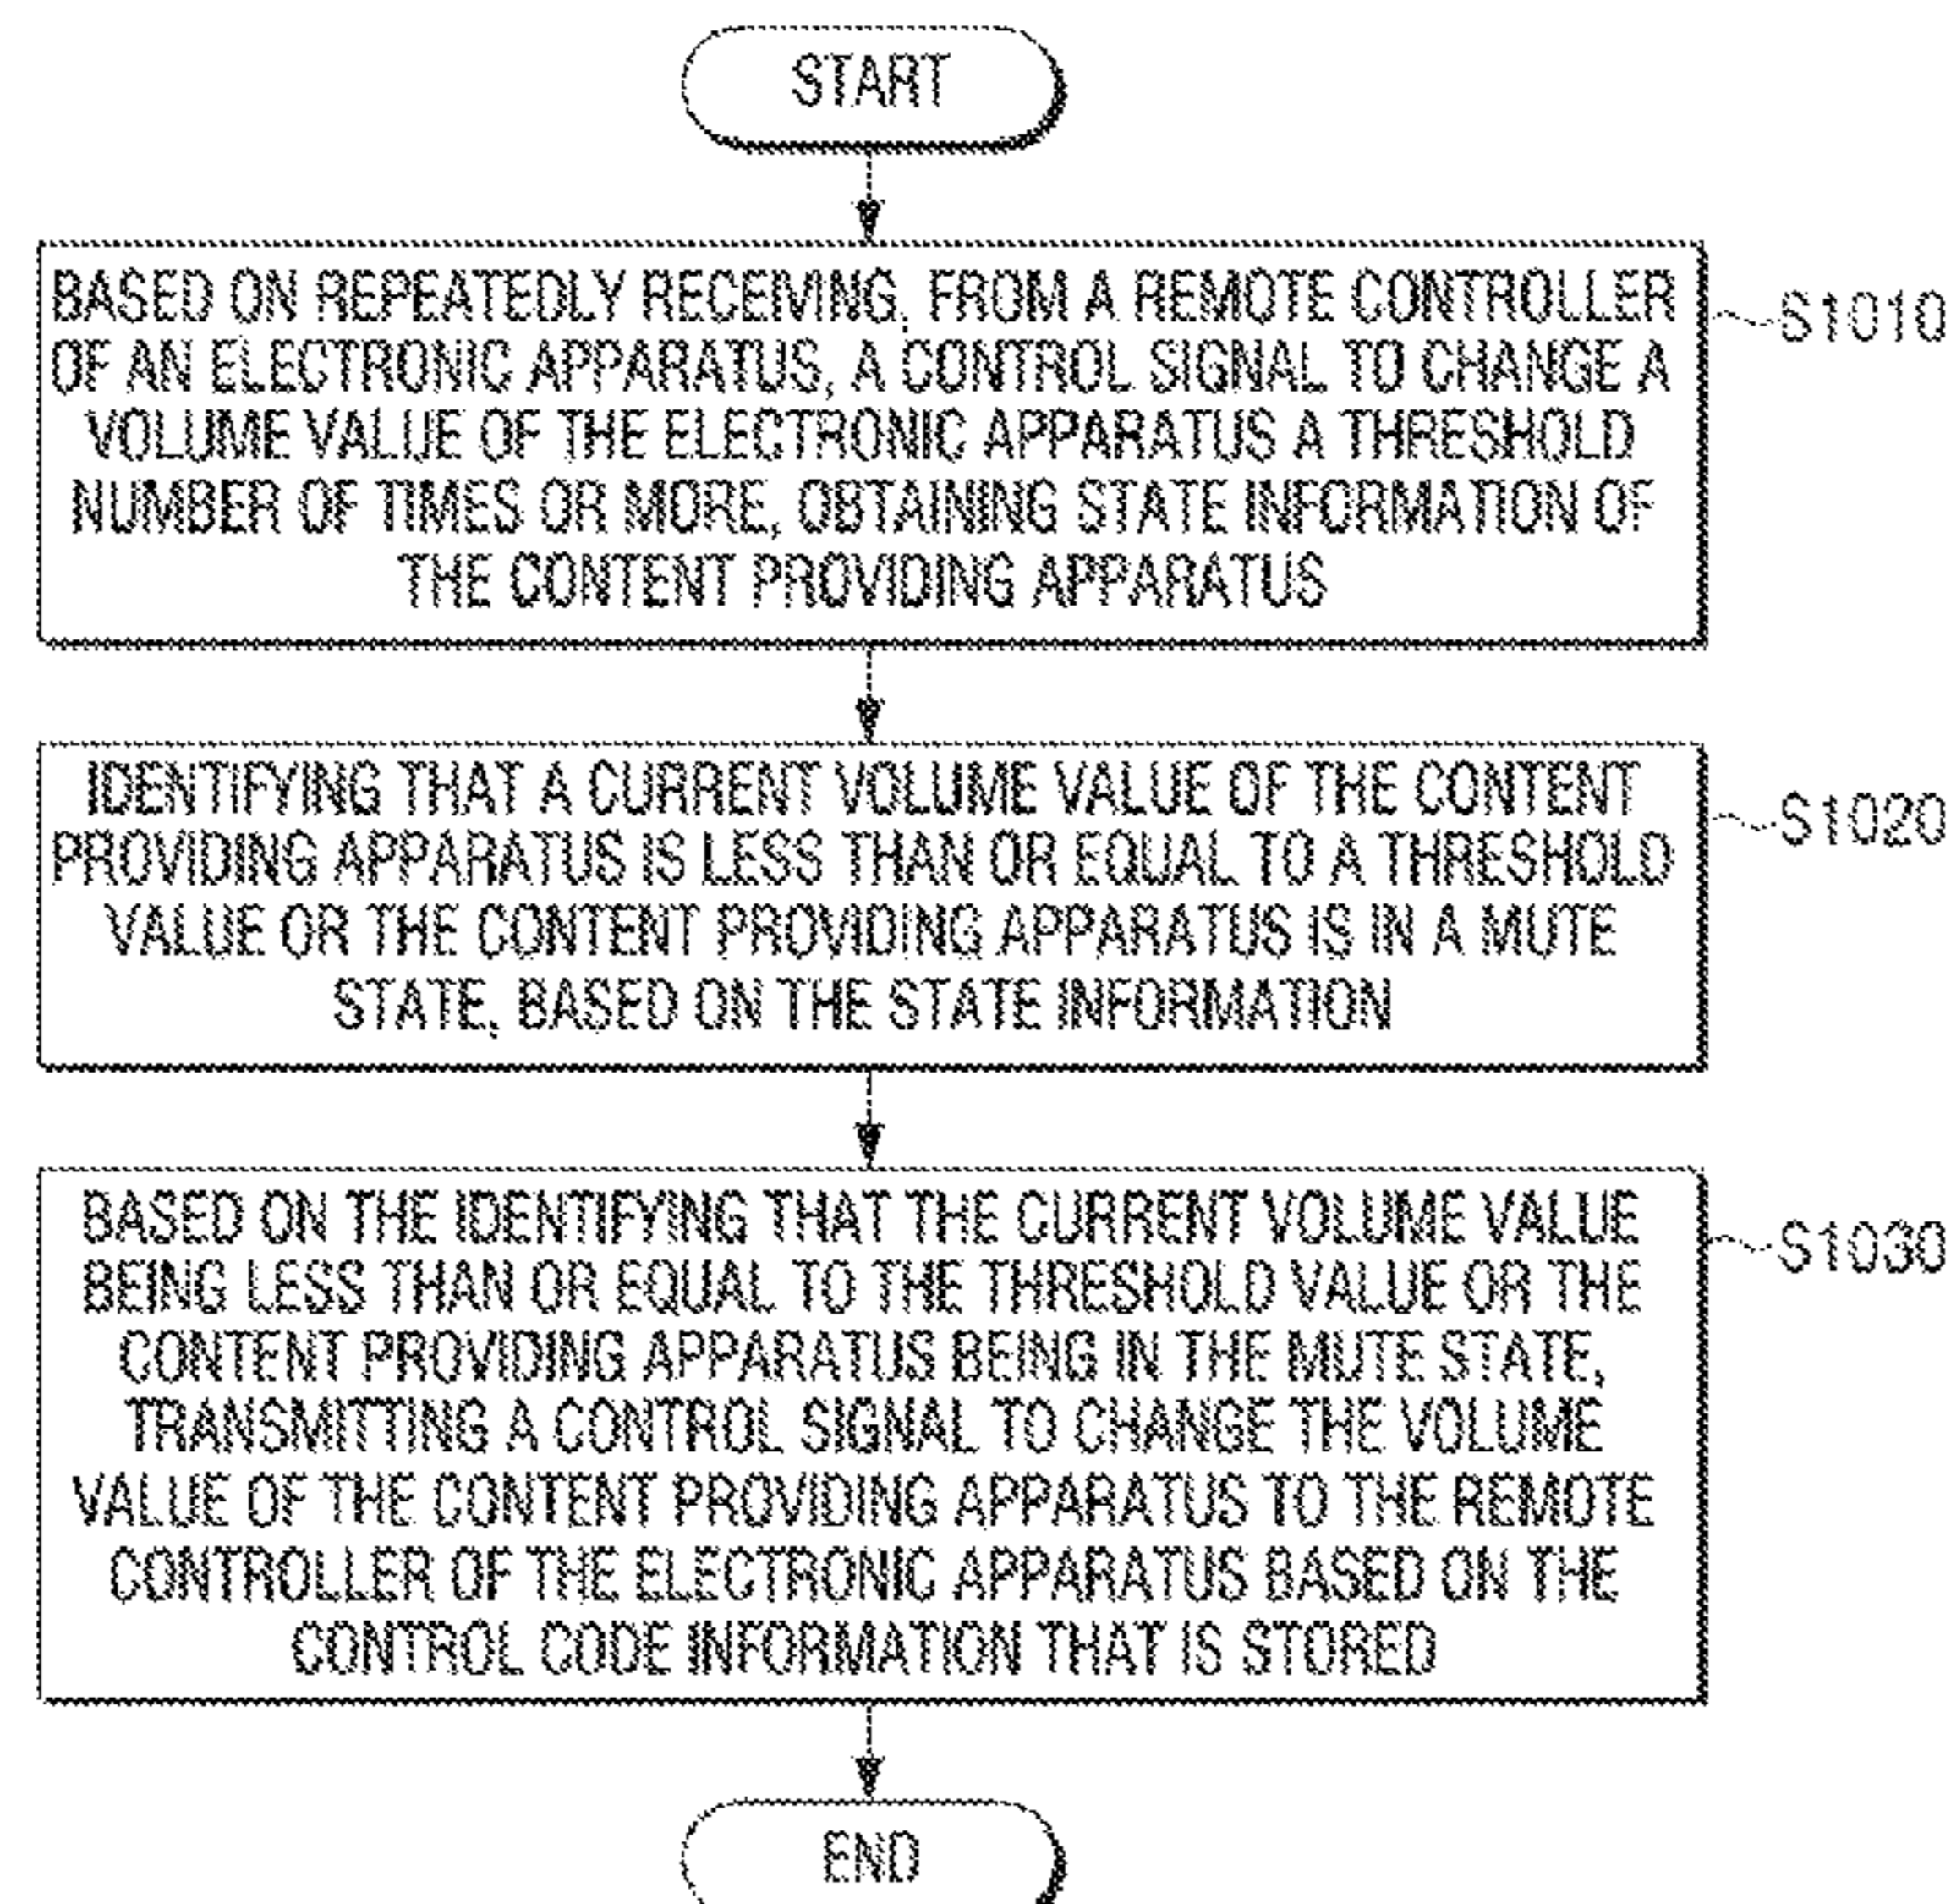 START
BASED ON REPEATEDLY RECEIVING, FROM A REMOTE CONTROLLER
OF AN ELECTRONIC APPARATUS, A CONTROL SIGNAL TO CHANGE A
VOLUME VALUE OF THE ELECTRONIC APPARATUS A THRESHOLD
NUMBER OF TIMES OR MORE, OBTAINING STATE INFORMATION OF
THE CONTENT PROVIDING APPARATUS
S1010
IDENTIFYING THAT A CURRENT VOLUME VALUE OF THE CONTENT
PROVIDING APPARATUS IS LESS THAN OR EQUAL TO A THRESHOLD
VALUE OR THE CONTENT PROVIDING APPARATUS IS IN A MUTE
STATE, BASED ON THE STATE INFORMATION
S1020
BASED ON THE IDENTIFYING THAT THE CURRENT VOLUME VALUE
BEING LESS THAN OR EQUAL TO THE THRESHOLD VALUE OR THE
CONTENT PROVIDING APPARATUS BEING IN THE MUTE STATE,
TRANSMITTING A CONTROL SIGNAL TO CHANGE THE VOLUME
VALUE OF THE CONTENT PROVIDING APPARATUS TO THE REMOTE
CONTROLLER OF THE ELECTRONIC APPARATUS BASED ON THE
CONTROL CODE INFORMATION THAT IS STORED
S1030
END